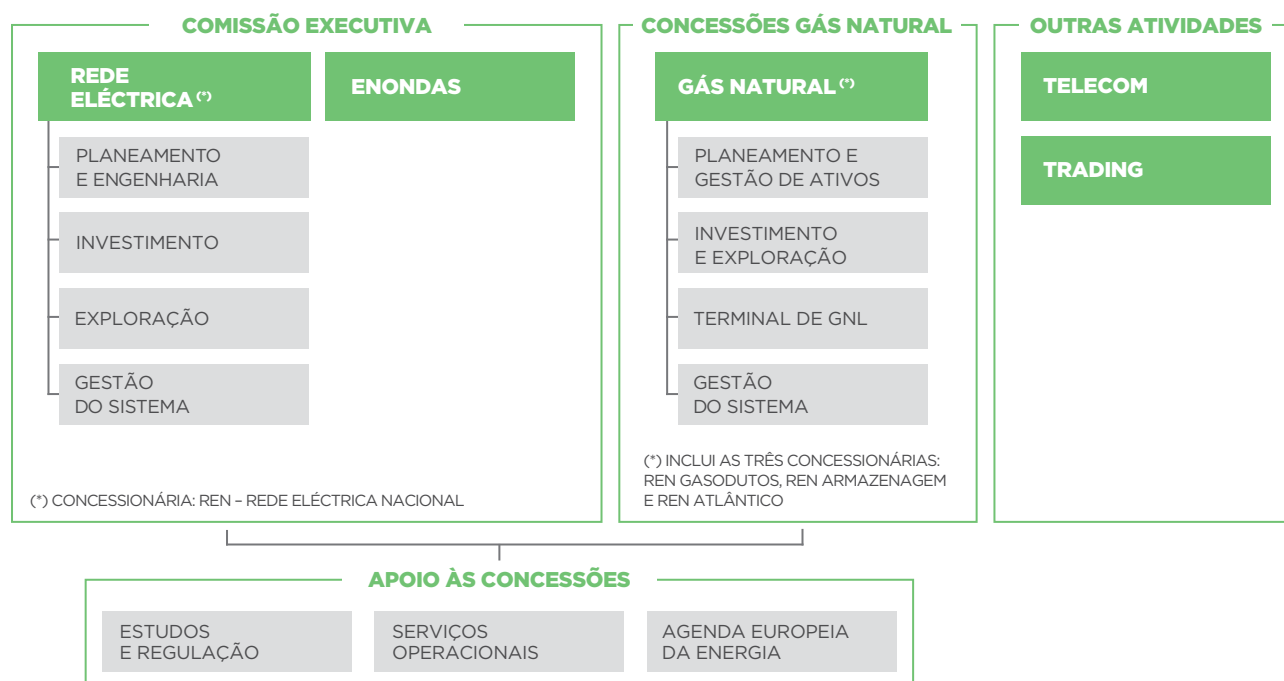 COMISSÃO EXECUTIVA
REDE
ELÉCTRICA (*)
ENONDAS
PLANEAMENTO
E ENGENHARIA
INVESTIMENTO
EXPLORAÇÃO
GESTÃO
DO SISTEMA
(*) CONCESSIONÁRIA: REN – REDE ELÉCTRICA NACIONAL
CONCESSÕES GÁS NATURAL
GÁS NATURAL (*)
PLANEAMENTO E
GESTÃO DE ATIVOS
INVESTIMENTO
E EXPLORAÇÃO
TERMINAL DE GNL
GESTÃO
DO SISTEMA
(*) INCLUI AS TRÊS CONCESSIONÁRIAS:
REN GASODUTOS, REN ARMAZENAGEM
E REN ATLÂNTICO
OUTRAS ATIVIDADES
TELECOM
TRADING
APOIO ÀS CONCESSÕES
ESTUDOS
E REGULAÇÃO
SERVIÇOS
OPERACIONAIS
AGENDA EUROPEIA
DA ENERGIA